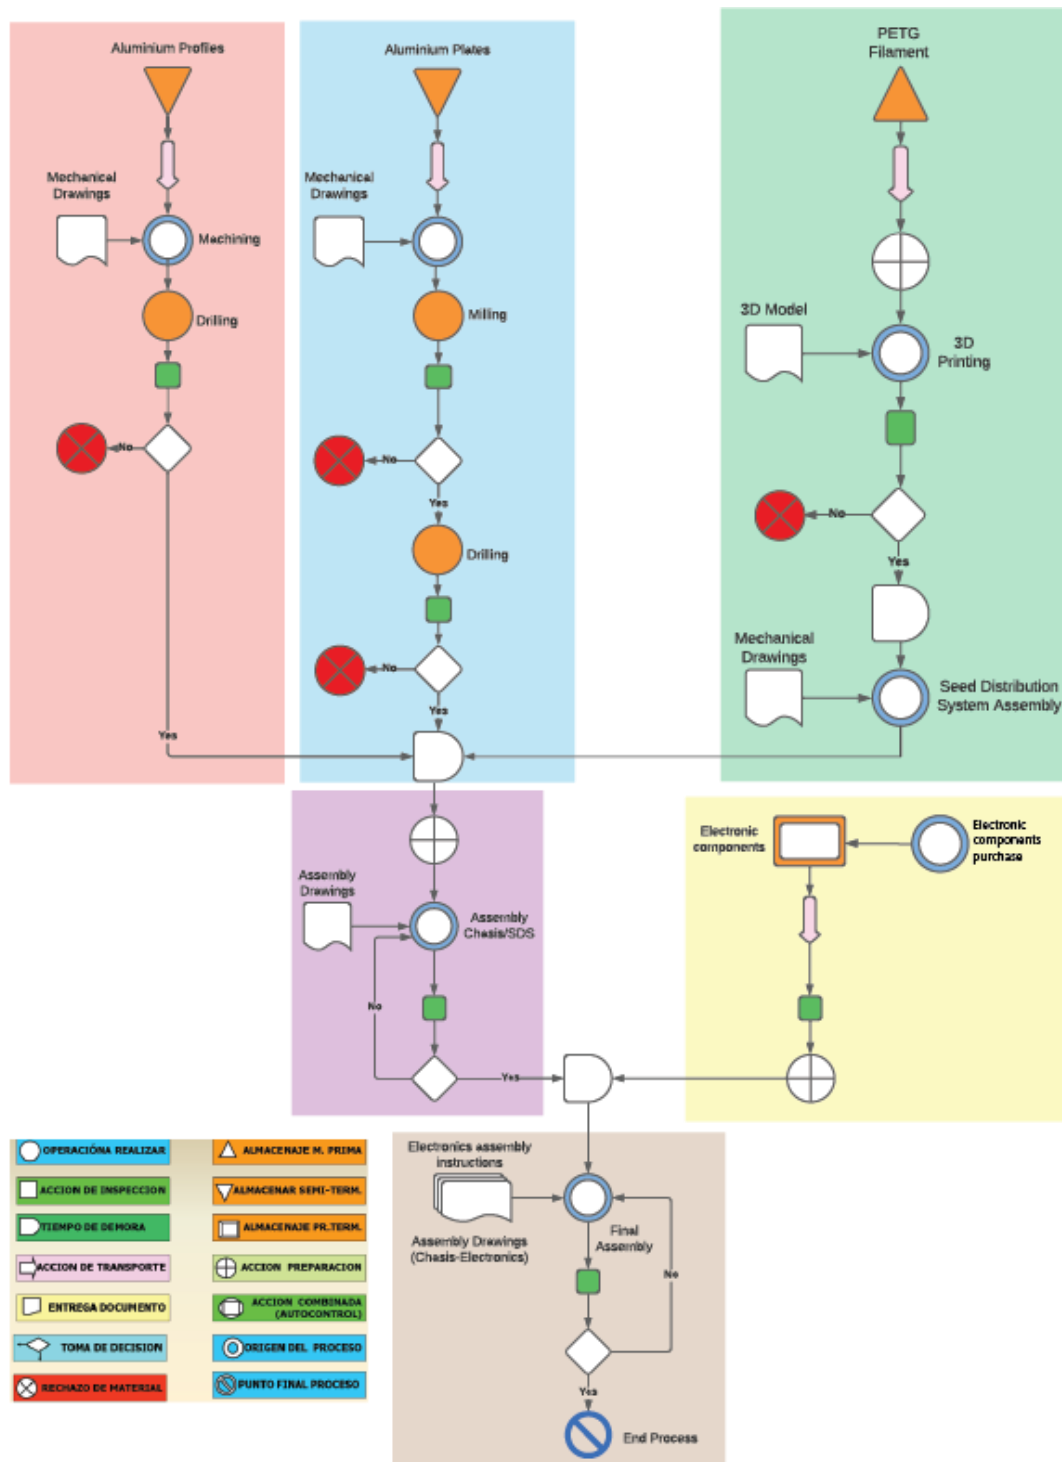 Aluminium Profiles
Mechanical
Drawings
Machining
Drilling
No
Yes
Aluminium Plates
Mechanical
Drawings
Milling
No
Yes
Drilling
No
Yes
PETG
Filament
3D Model
3D
Printing
No
Yes
Mechanical
Drawings
Seed Distribution
System Assembly
Assembly
Drawings
Assembly
Chasis/SDS
No
Yes
Electronic
components
Electronic
components
purchase
Electronics assembly
instructions
Assembly Drawings
(Chasis-Electronics)
Final
Assembly
No
Yes
End Process
OPERACIÓNA REALIZAR
ACCION DE INSPECCION
TIEMPO DE DEMORA
ACCION DE TRANSPORTE
ENTREGA DOCUMENTO
TOMA DE DECISION
RECHAZO DE MATERIAL
ALMACENAJE M. PRIMA
ALMACENAR SEMI-TERM.
ALMACENAJE PR.TERM.
ACCION PREPARACION
ACCION COMBINADA
(AUTOCONTROL)
ORIGEN DEL PROCESO
PUNTO FINAL PROCESO